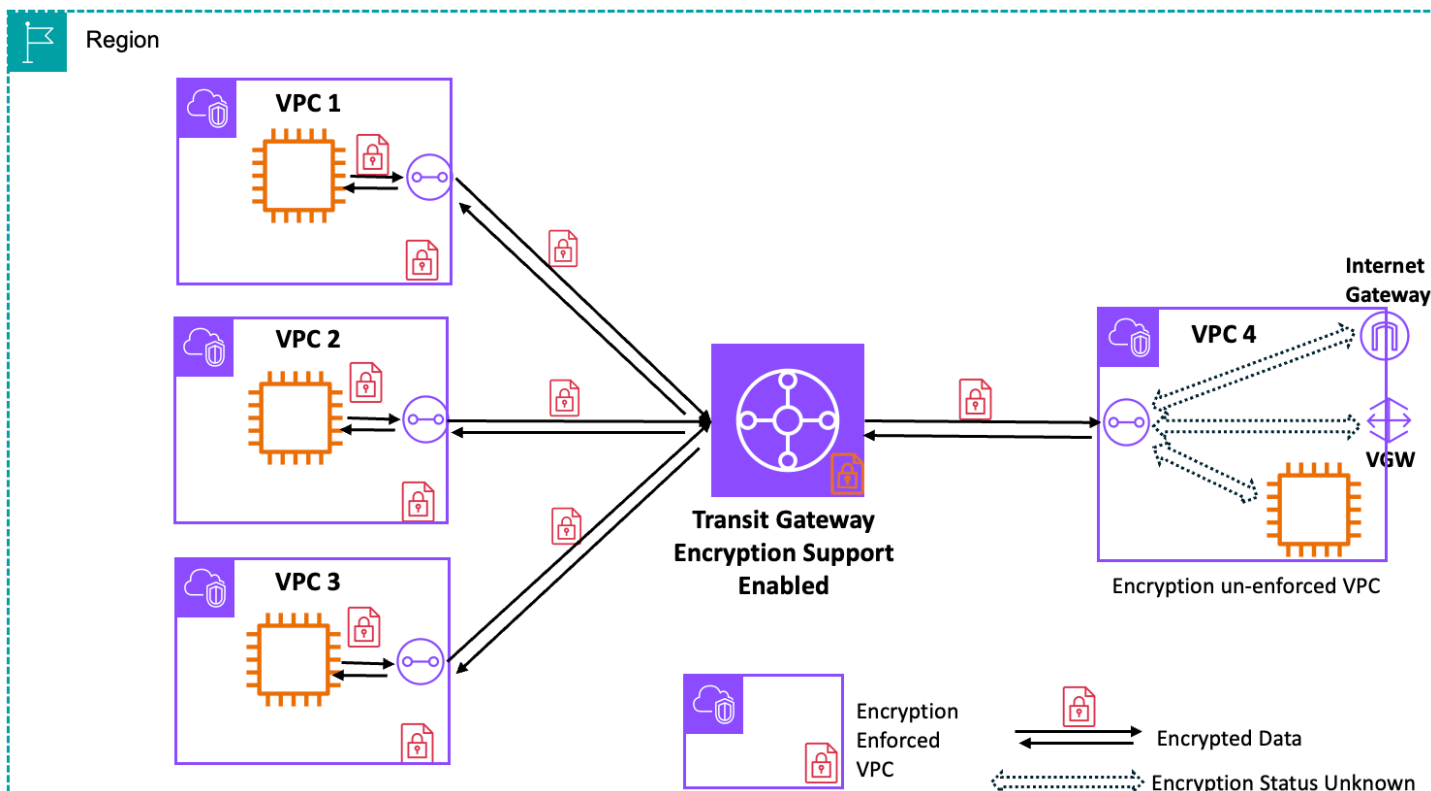 Region
VPC 1
VPC 2
VPC 3
Transit Gateway
Encryption Support
Enabled
Internet
Gateway
VPC 4
VGW
Encryption un-enforced VPC
Encryption
Enforced
VPC
Encrypted Data
Encryption Status Unknown